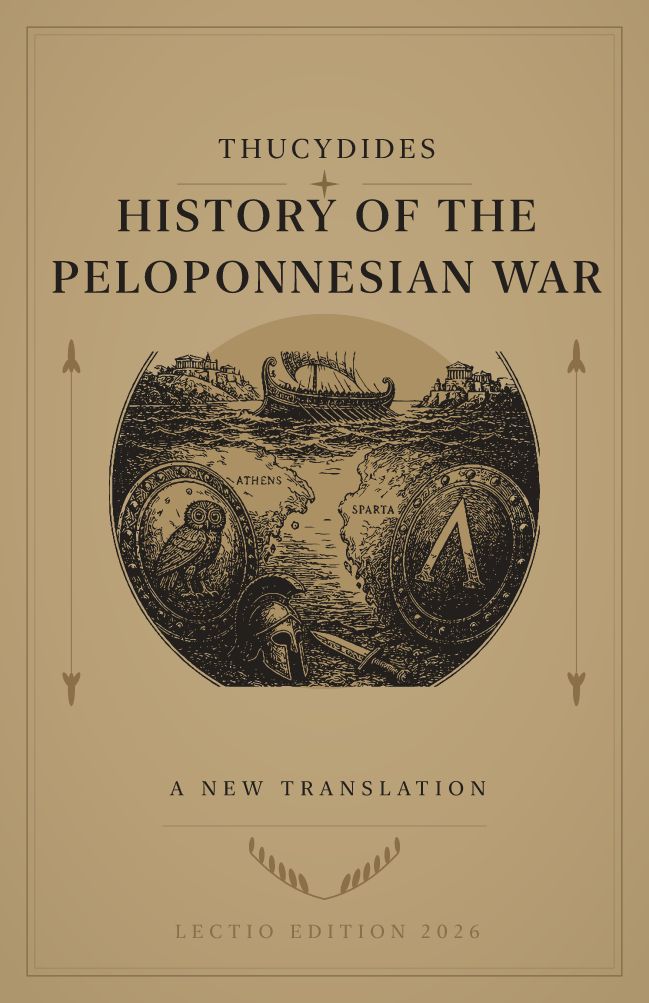 THUCYDIDES
HISTORY OF THE
PELOPONNESIAN WAR
ATHENS
SPARTA
Λ
A NEW TRANSLATION
LECTIO EDITION 2026